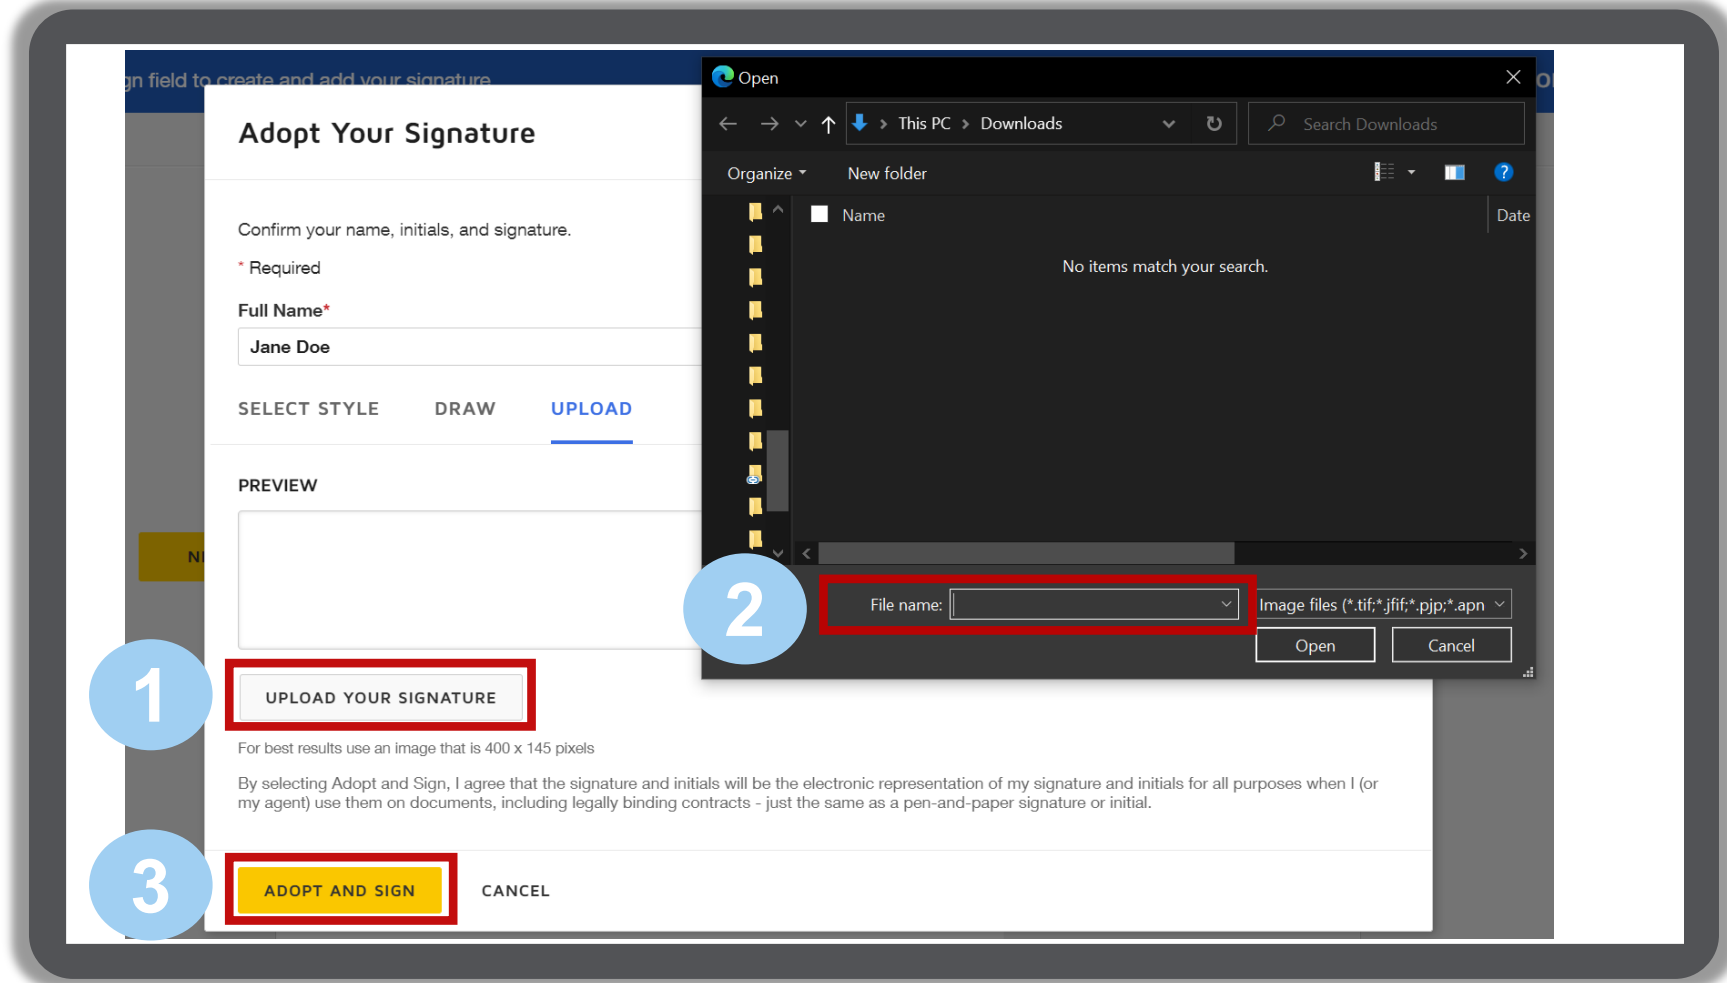 gn field to create and add your signature
Adopt Your Signature
Confirm your name, initials, and signature.
* Required
Full Name*
Jane Doe
SELECT STYLE DRAW UPLOAD
PREVIEW
1
UPLOAD YOUR SIGNATURE
For best results use an image that is 400 x 145 pixels
By selecting Adopt and Sign, I agree that the signature and initials will be the electronic representation of my signature and initials for all purposes when I (or
my agent) use them on documents, including legally binding contracts - just the same as a pen-and-paper signature or initial.
3
ADOPT AND SIGN CANCEL
Open
This PC > Downloads
Search Downloads
Organize New folder
Name Date
No items match your search.
2
File name:
Image files (*.tif;*.jfif;*.pjp;*.apn
Open Cancel